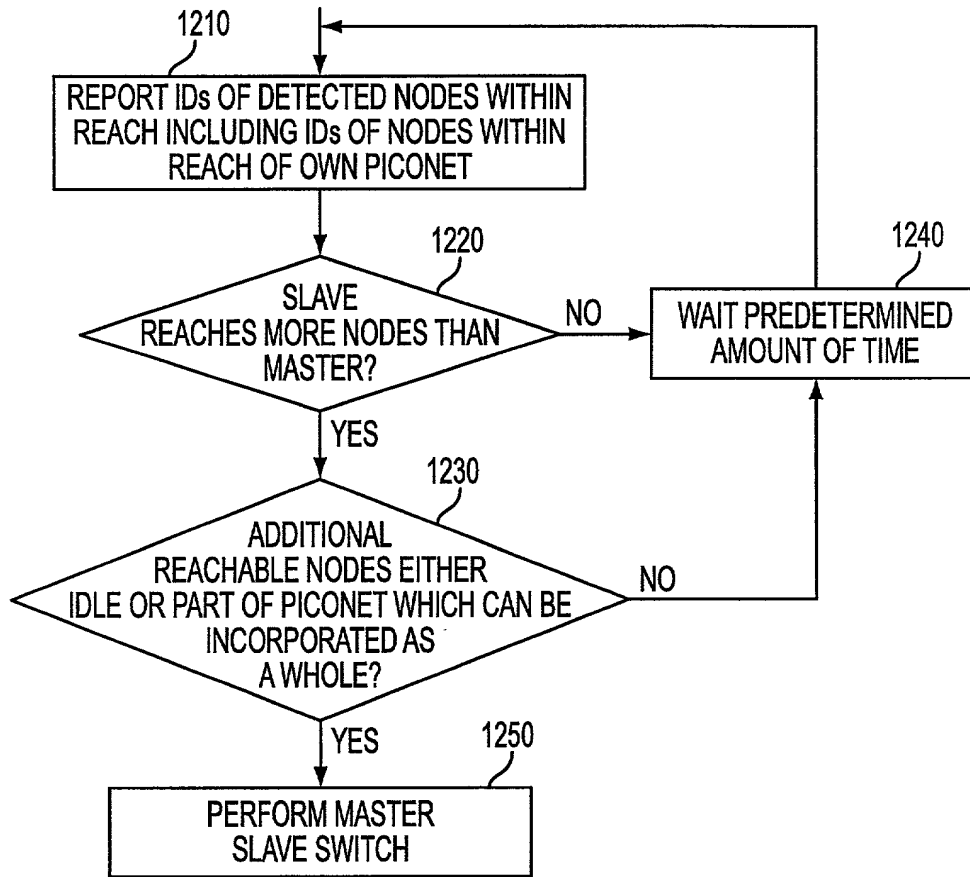 1210
REPORT IDs OF DETECTED NODES WITHIN
REACH INCLUDING IDs OF NODES WITHIN
REACH OF OWN PICONET
1220
SLAVE
REACHES MORE NODES THAN
MASTER?
NO
1240
WAIT PREDETERMINED
AMOUNT OF TIME
YES
1230
ADDITIONAL
REACHABLE NODES EITHER
IDLE OR PART OF PICONET WHICH CAN BE
INCORPORATED AS
A WHOLE?
NO
YES
1250
PERFORM MASTER
SLAVE SWITCH